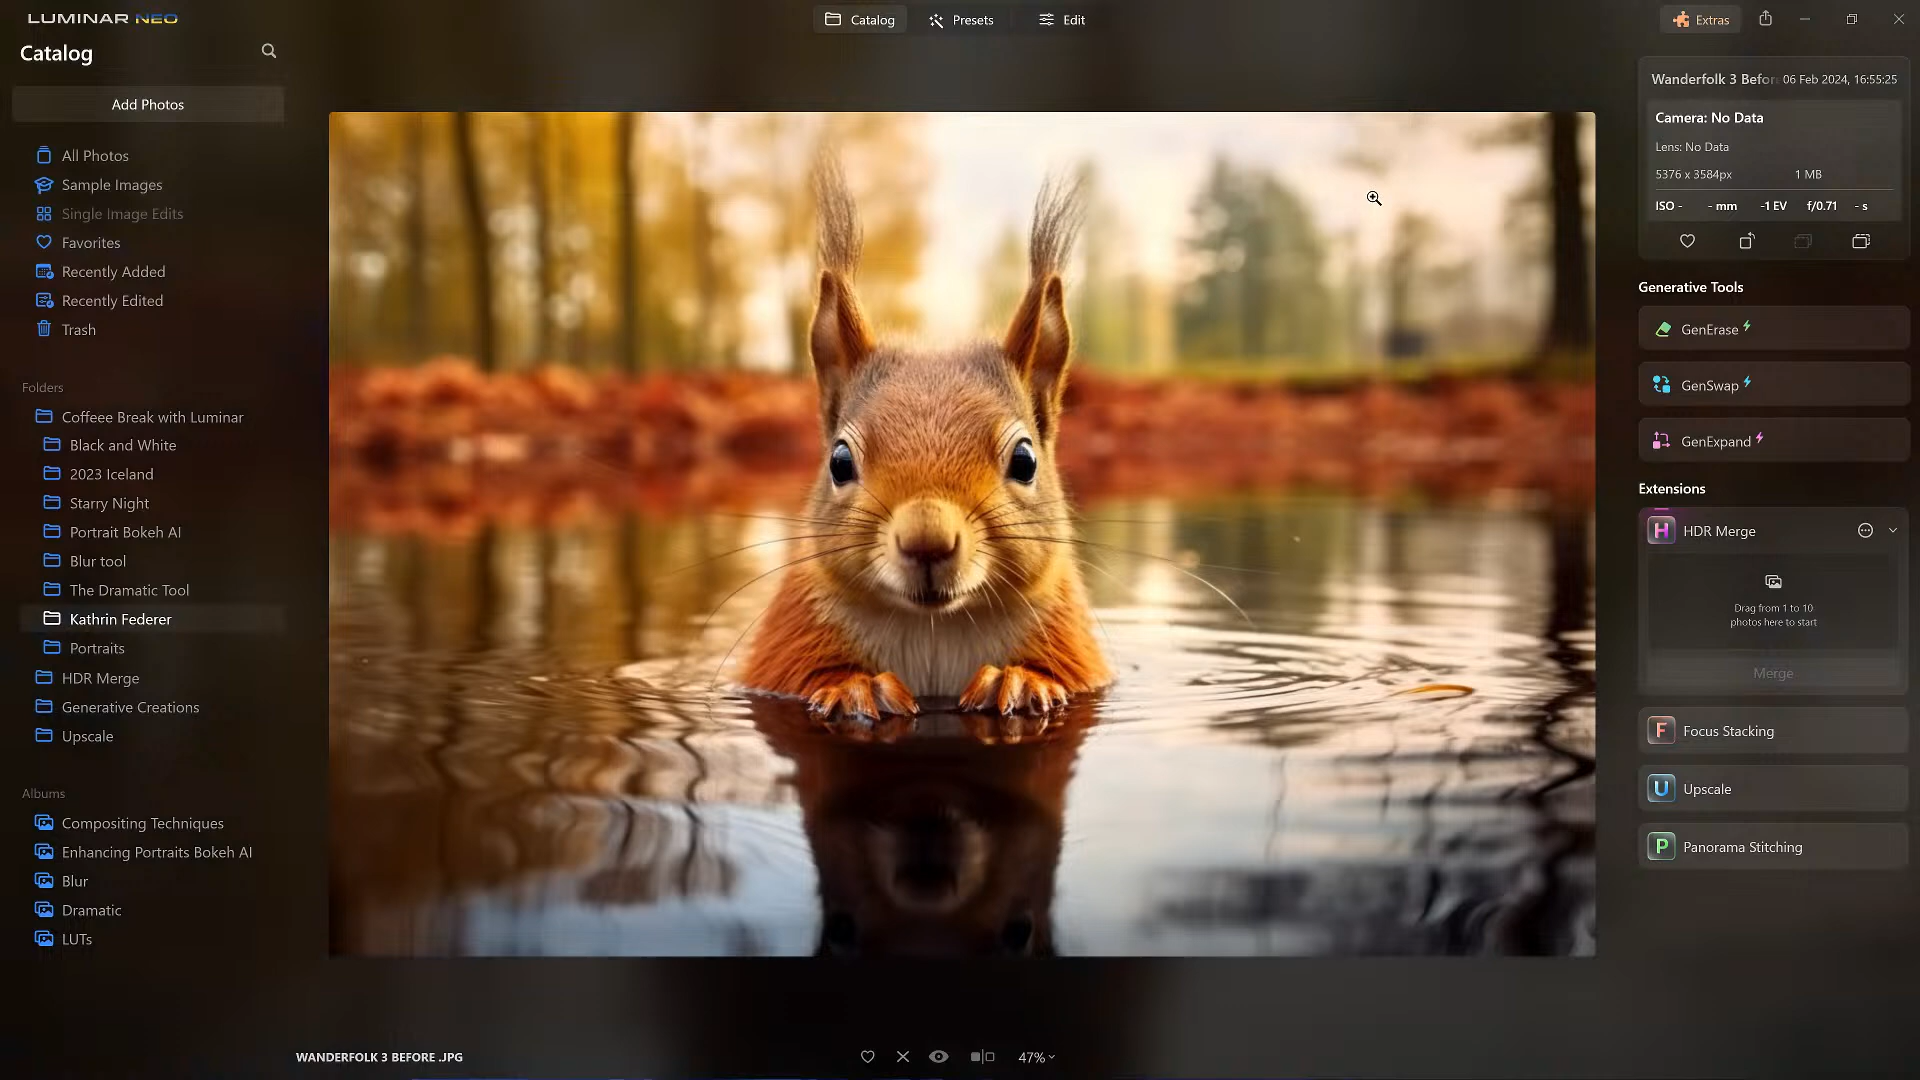 LUMINAR NEO
Catalog
Presets
Edit
Extras
Catalog
Add Photos
All Photos
Sample Images
Single Image Edits
Favorites
Recently Added
Recently Edited
Trash
Folders
Coffeee Break with Luminar
Black and White
2023 Iceland
Starry Night
Portrait Bokeh AI
Blur tool
The Dramatic Tool
Kathrin Federer
Portraits
HDR Merge
Generative Creations
Upscale
Albums
Compositing Techniques
Enhancing Portraits Bokeh AI
Blur
Dramatic
LUTs
WANDERFOLK 3 BEFORE .JPG
47%
Wanderfolk 3 Befor 06 Feb 2024, 16:55:25
Camera: No Data
Lens: No Data
5376 x 3584px 1 MB
ISO - - mm -1 EV f/0.71 - s
Generative Tools
GenErase
GenSwap
GenExpand
Extensions
H HDR Merge
Drag from 1 to 10
photos here to start
Merge
F Focus Stacking
U Upscale
P Panorama Stitching